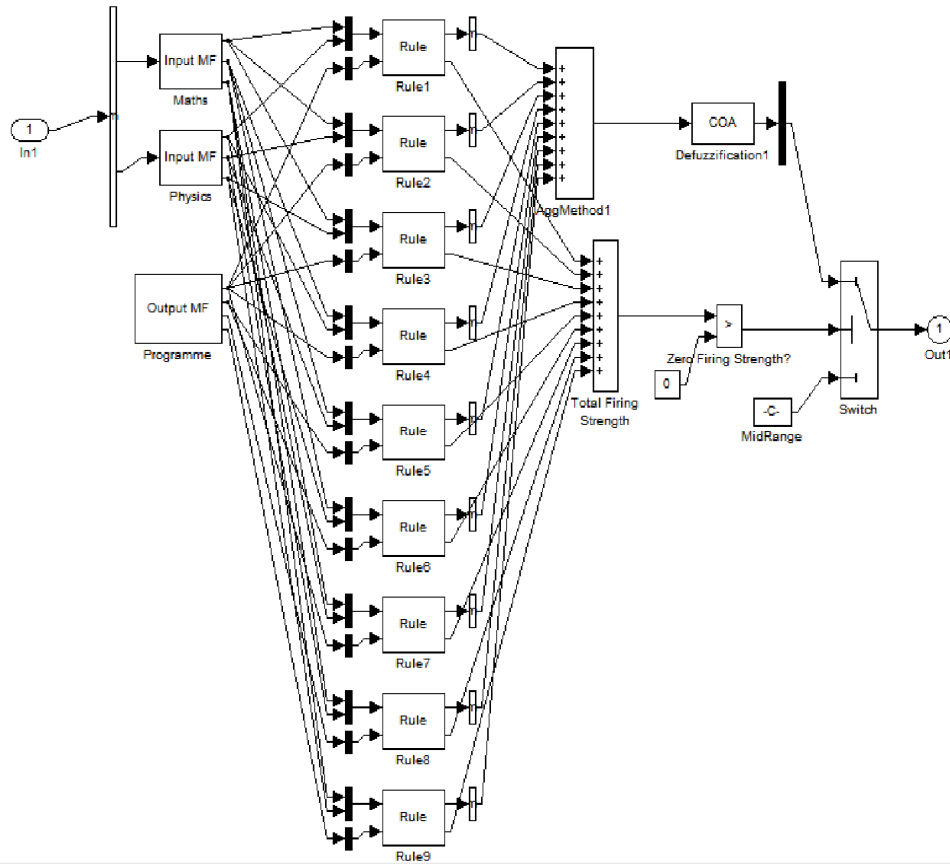 1
In1
Input MF
Maths
Input MF
Physics
Output MF
Programme
Rule
Rule1
Rule
Rule2
Rule
Rule3
Rule
Rule4
Rule
Rule5
Rule
Rule6
Rule
Rule7
Rule
Rule8
Rule
Rule9
+
+
+
+
+
+
+
+
+
AggMethod1
+
+
+
+
+
+
+
+
+
Total Firing
Strength
COA
Defuzzification1
>
Zero Firing Strength?
0
-C-
MidRange
Switch
1
Out1